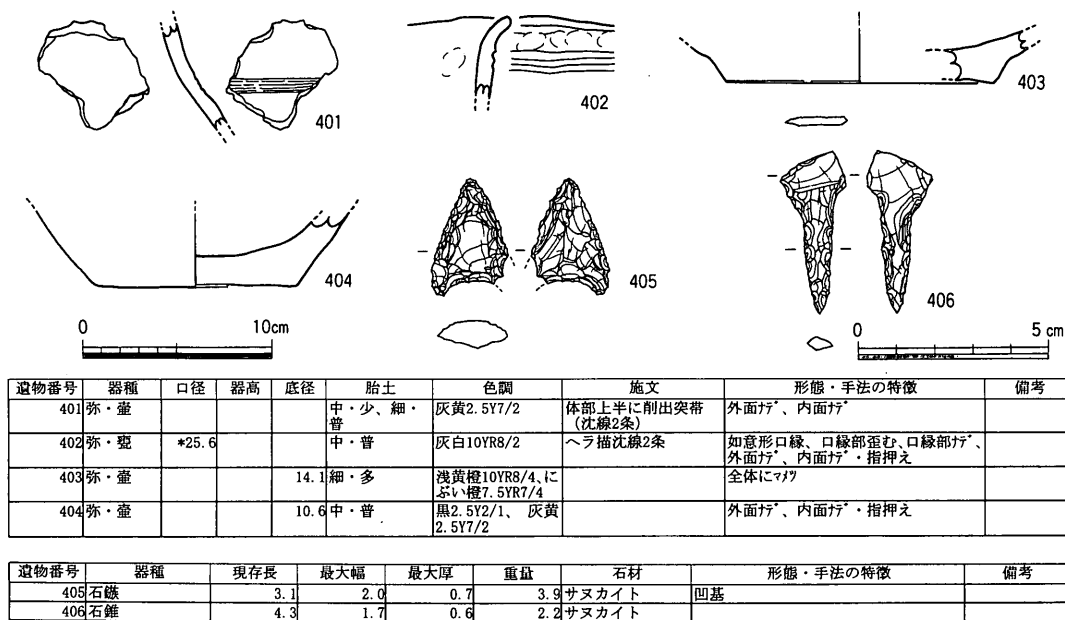 401
402
403
404
405
406
0 10cm
0 5 cm
遺物番号 器種 口径 器高 底径 胎土 色調 施文 形態・手法の特徴 備考
401 弥・壷 中・少、細・ 灰黄2.5Y7/2 体部上半に削出突帯 外面ﾅﾃﾞ、内面ﾅﾃﾞ
普 (沈線2条)
402 弥・甕 *25.6 中・普 灰白10YR8/2 ヘラ描沈線2条 如意形口縁、口縁部歪む、口縁部ﾅﾃﾞ、
外面ﾅﾃﾞ、内面ﾅﾃﾞ・指押え
403 弥・壷 14.1 細・多 浅黄橙10YR8/4、に 全体にﾏﾒﾂ
ぶい橙7.5YR7/4
404 弥・壷 10.6 中・普 黒2.5Y2/1、 灰黄 外面ﾅﾃﾞ、内面ﾅﾃﾞ・指押え
2.5Y7/2
遺物番号 器種 現存長 最大幅 最大厚 重量 石材 形態・手法の特徴 備考
405 石鏃 3.1 2.0 0.7 3.9 サヌカイト 凹基
406 石錐 4.3 1.7 0.6 2.2 サヌカイト